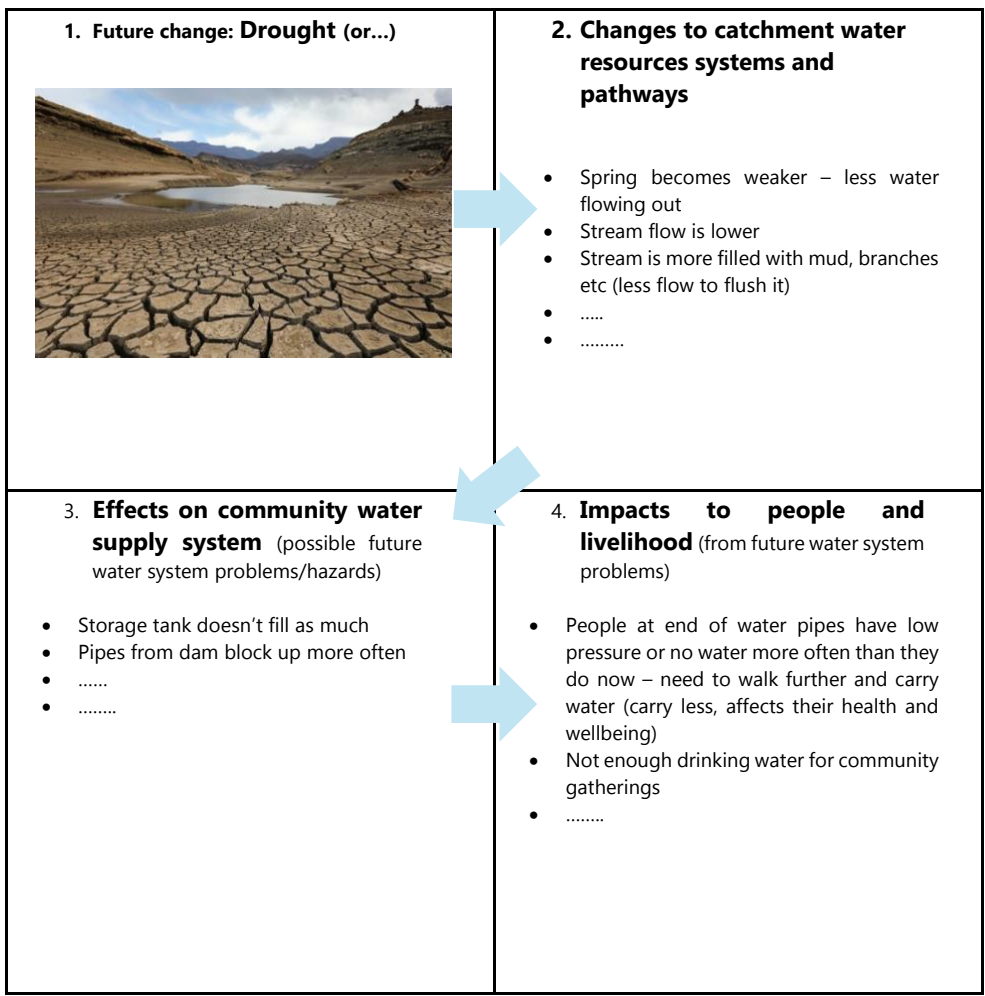 1. Future change: Drought (or…)
2. Changes to catchment water
resources systems and
pathways
• Spring becomes weaker – less water
flowing out
• Stream flow is lower
• Stream is more filled with mud, branches
etc (less flow to flush it)
• …..
• ………
3. Effects on community water
supply system (possible future
water system problems/hazards)
• Storage tank doesn’t fill as much
• Pipes from dam block up more often
• ……
• ……..
4. Impacts to people and
livelihood (from future water system
problems)
• People at end of water pipes have low
pressure or no water more often than they
do now – need to walk further and carry
water (carry less, affects their health and
wellbeing)
• Not enough drinking water for community
gatherings
• ……..